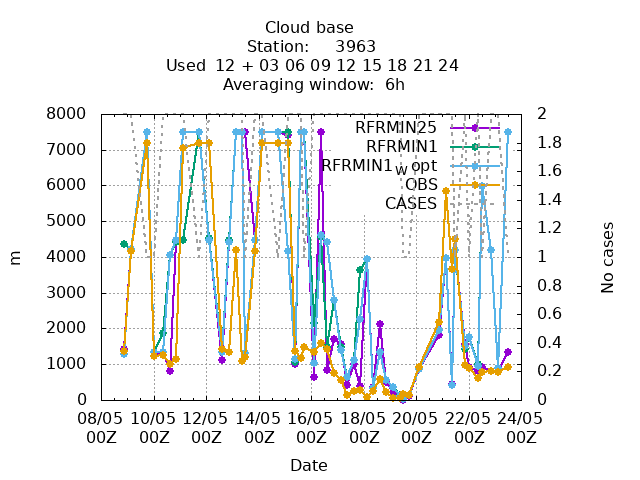 Cloud base
Station: 3963
Used 12 + 03 06 09 12 15 18 21 24
Averaging window: 6h
8000
7000
6000
5000
4000
3000
2000
1000
0
m
2
1.8
1.6
1.4
1.2
1
0.8
0.6
0.4
0.2
0
No cases
RFRMIN25
RFRMIN1
RFRMIN1w opt
OBS
CASES
08/05 10/05 12/05 14/05 16/05 18/05 20/05 22/05 24/05
00Z 00Z 00Z 00Z 00Z 00Z 00Z 00Z 00Z
Date